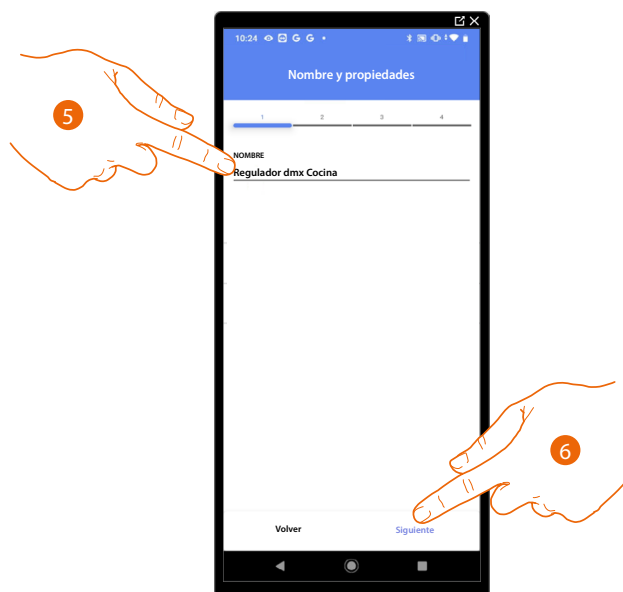 10:24 G G
Nombre y propiedades
1 2 3 4
NOMBRE
Regulador dmx Cocina
5
6
Volver Siguiente